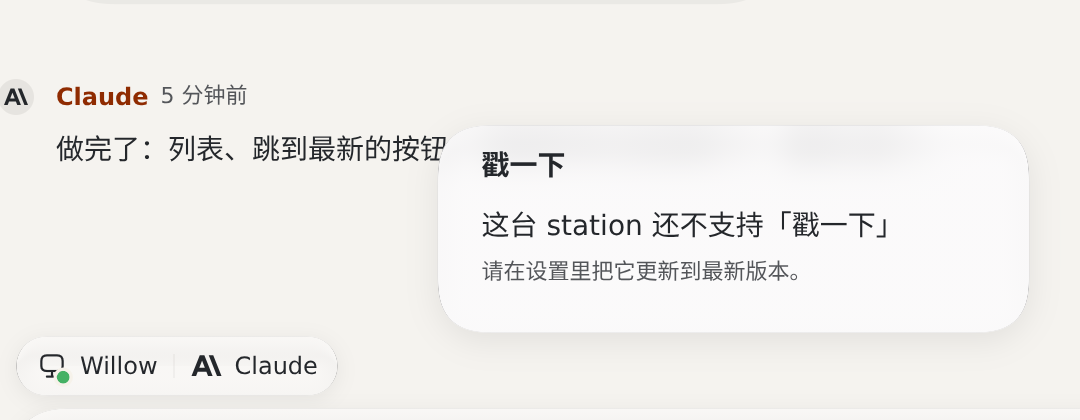 Claude 5 分钟前
做完了：列表、跳到最新的按钮
戳一下
这台 station 还不支持「戳一下」
请在设置里把它更新到最新版本。
Willow Claude